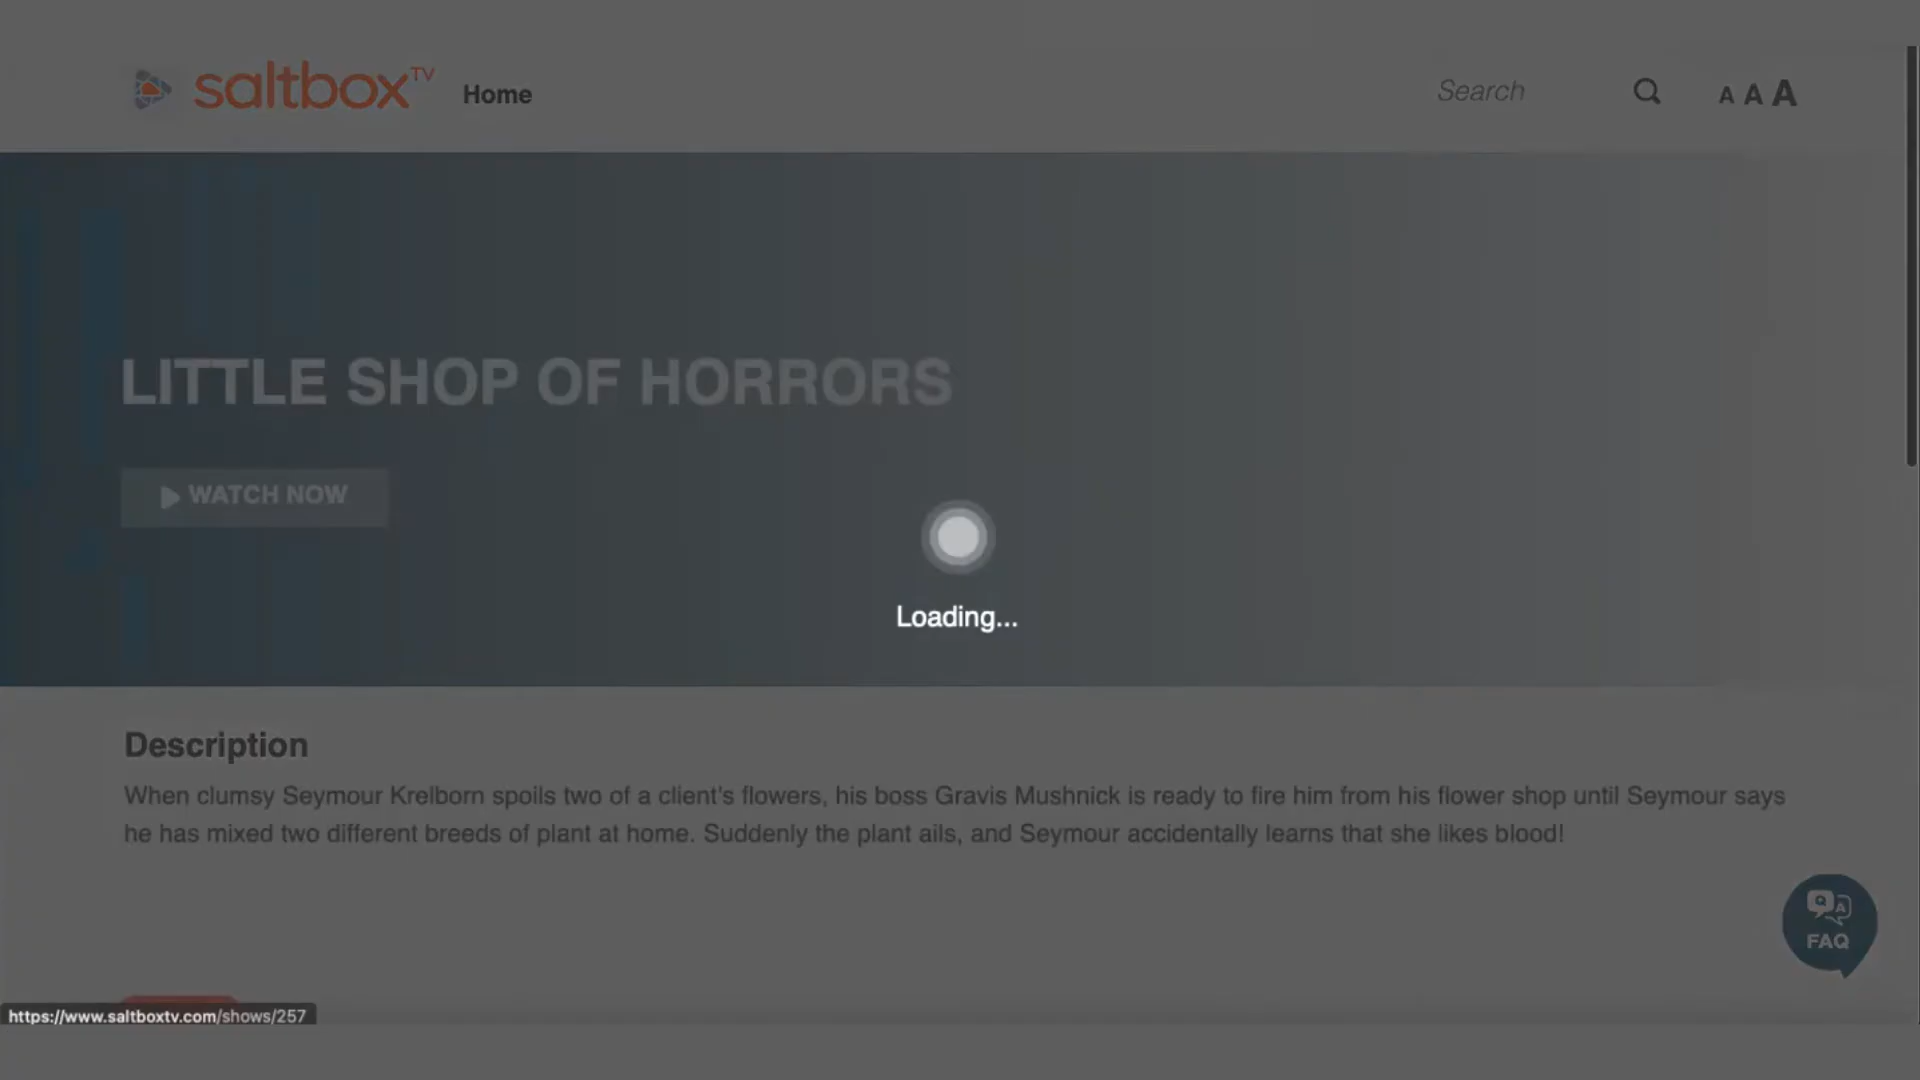 saltbox TV
Home
Search
A A A
LITTLE SHOP OF HORRORS
WATCH NOW
Loading...
Description
When clumsy Seymour Krelborn spoils two of a client's flowers, his boss Gravis Mushnick is ready to fire him from his flower shop until Seymour says
he has mixed two different breeds of plant at home. Suddenly the plant ails, and Seymour accidentally learns that she likes blood!
Q A
FAQ
https://www.saltboxtv.com/shows/257